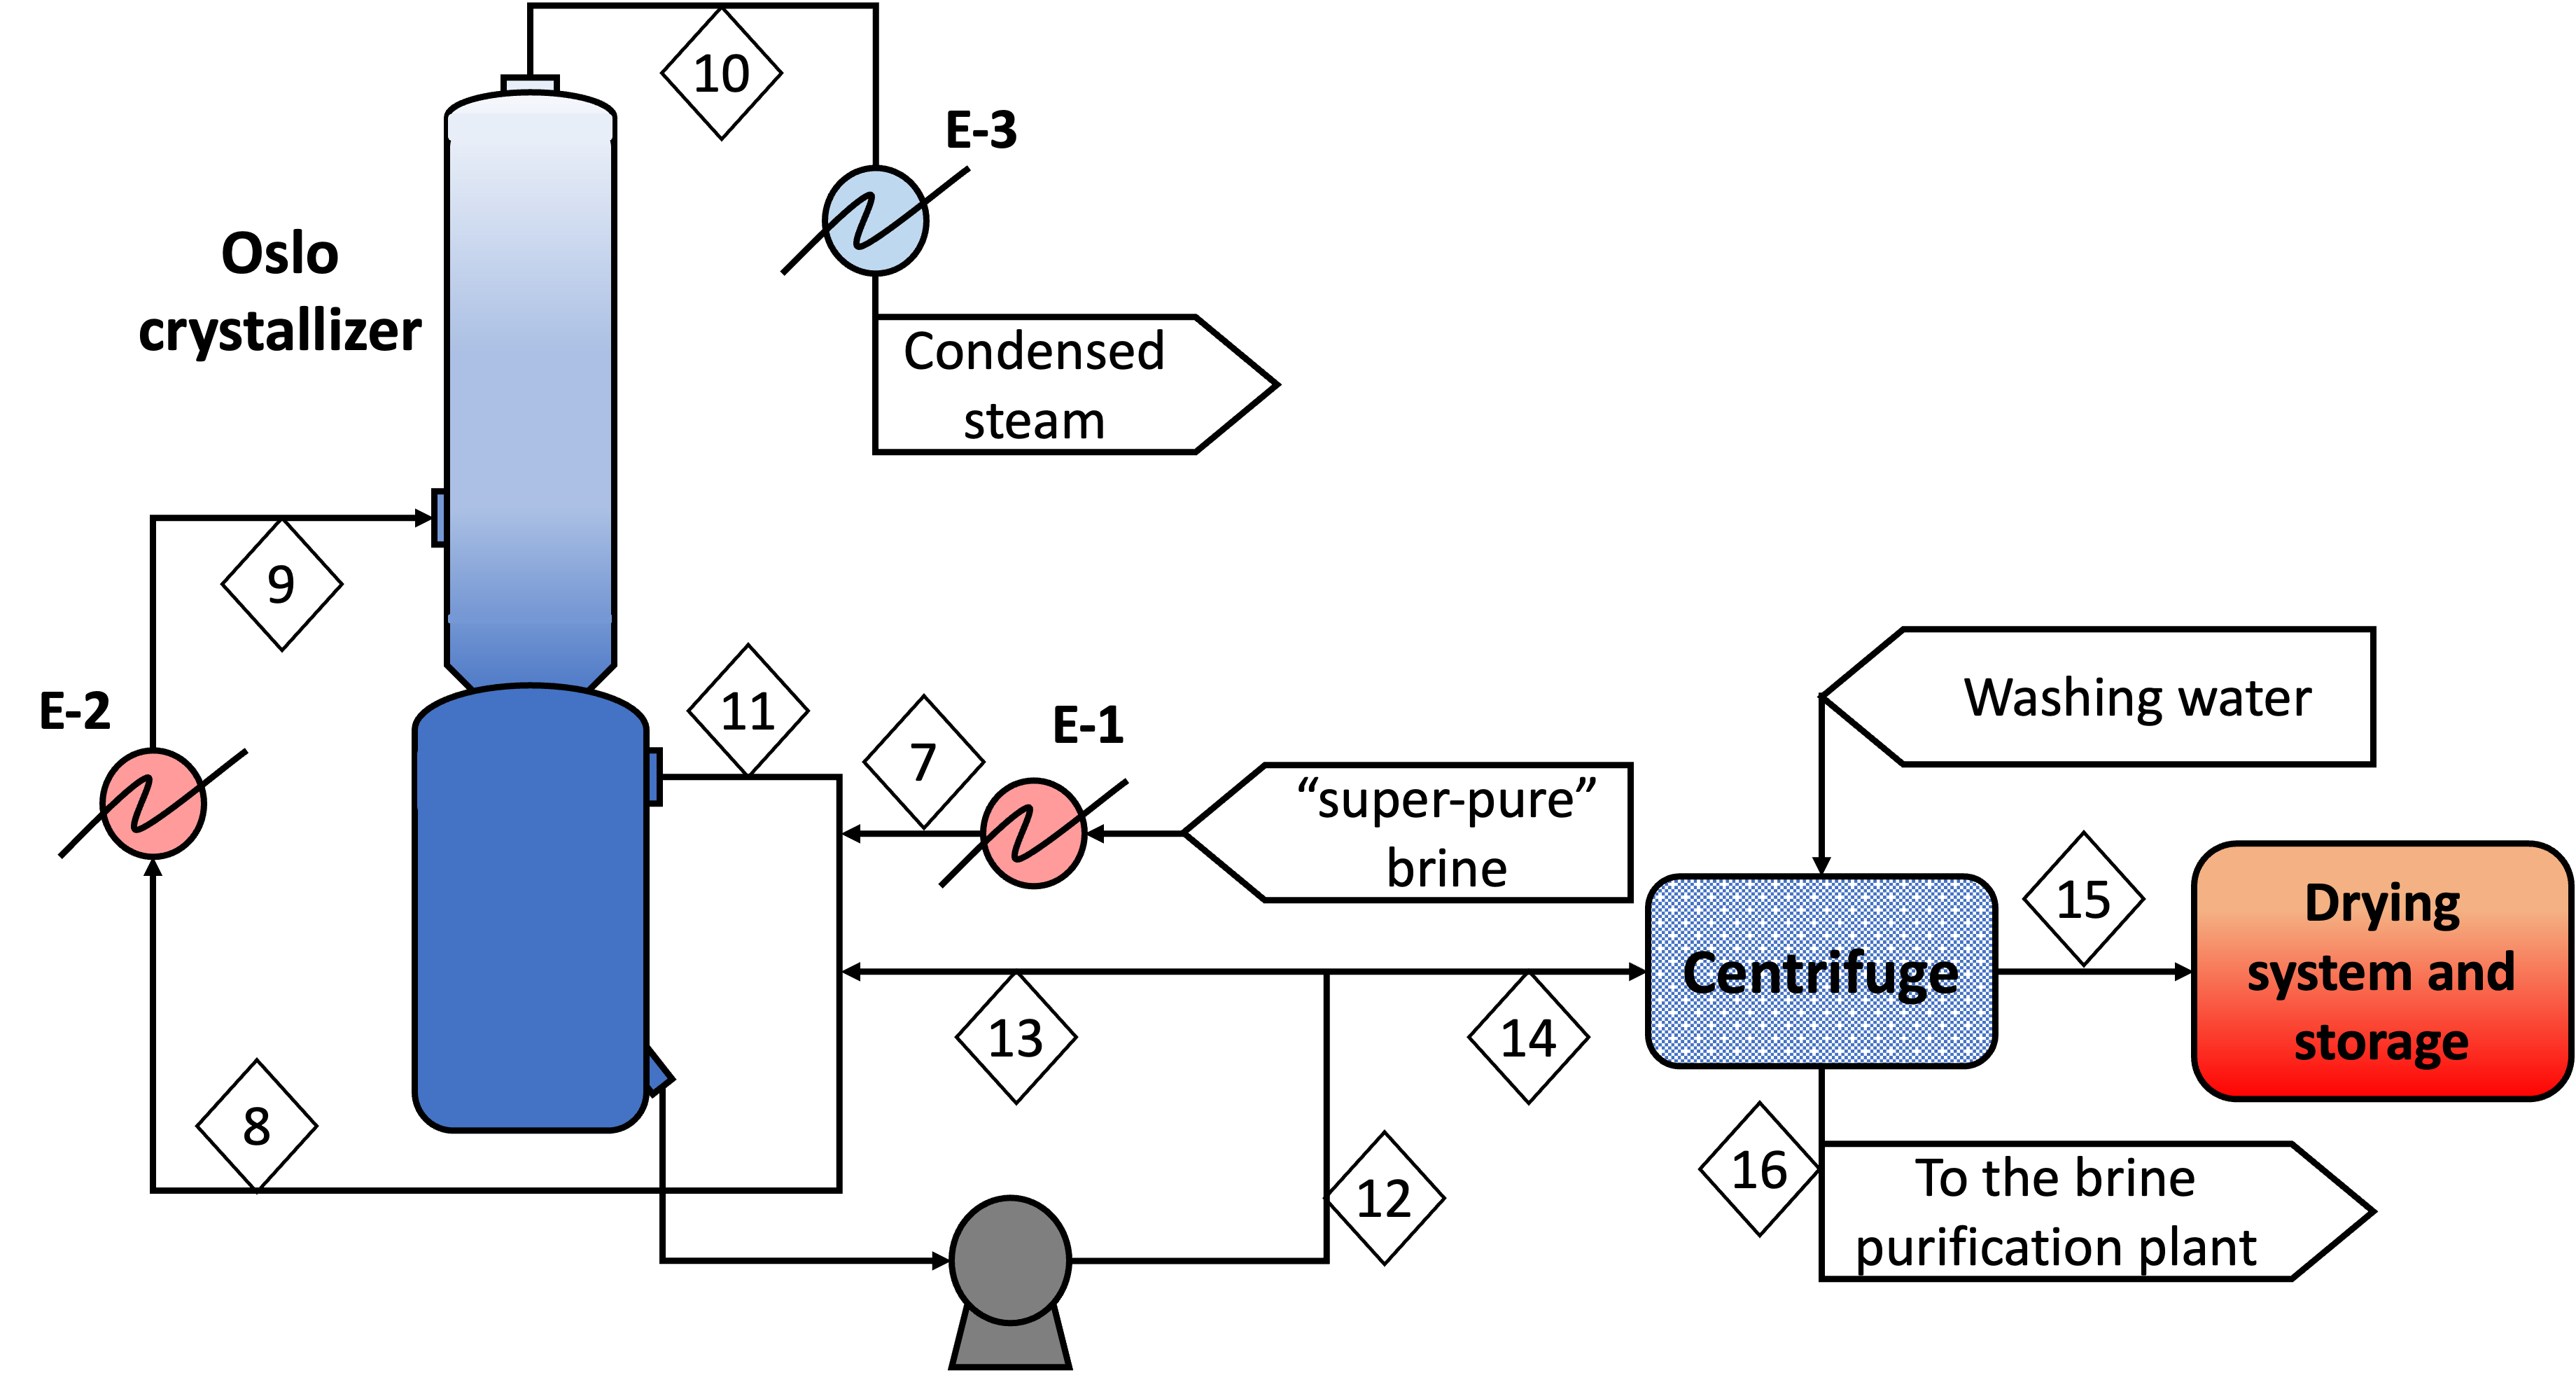 10
E-3
Oslo
crystallizer
Condensed
steam
9
E-2
11
7
E-1
"super-pure"
brine
Washing water
8
13
14
Centrifuge
15
Drying
system and
storage
12
16
To the brine
purification plant